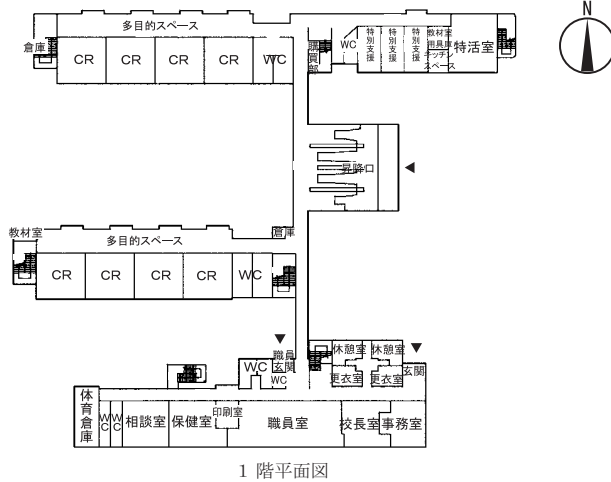 N
多目的スペース
倉庫
CR
CR
CR
CR
WC
職員部
WC
特別支援
特別支援
特別支援
教材室
用具庫
キッチン
スペース
特活室
昇降口
教材室
多目的スペース
倉庫
CR
CR
CR
CR
WC
職員
玄関
WC
WC
休憩室
休憩室
更衣室
更衣室
玄関
体育倉庫
WC
WC
相談室
保健室
印刷室
職員室
校長室
事務室
1 階平面図